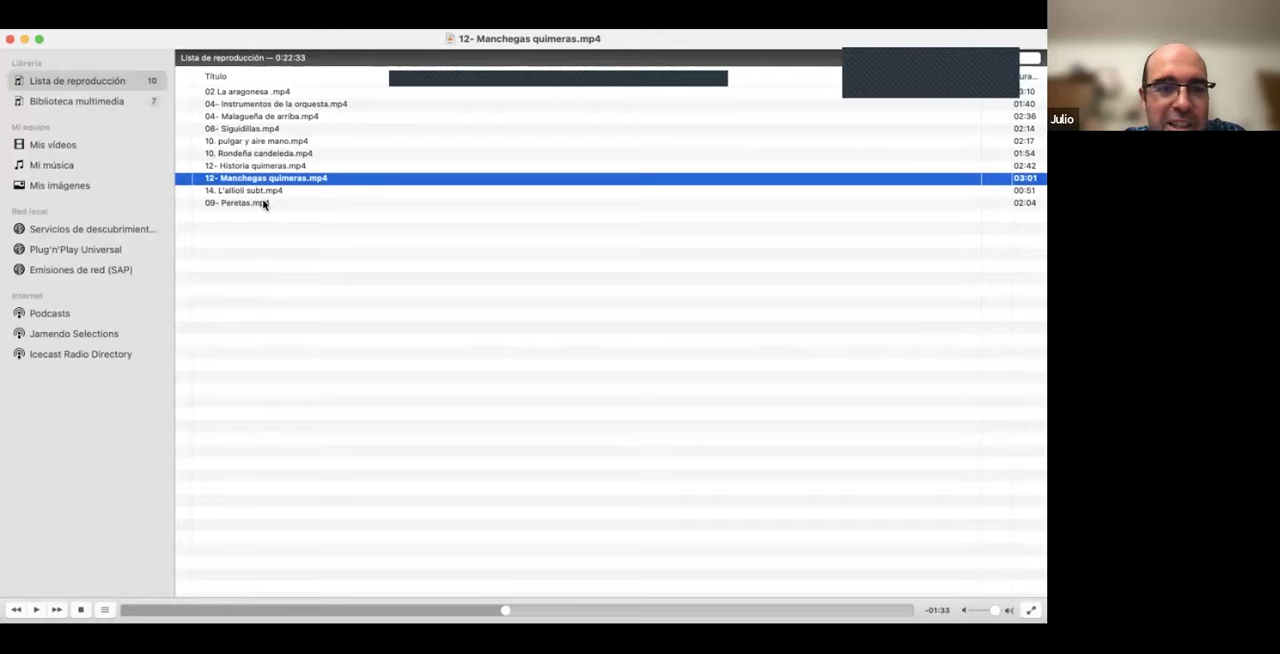 12- Manchegas quimeras.mp4
Librería
Lista de reproducción 10
Biblioteca multimedia 7
Mi equipo
Mis vídeos
Mi música
Mis imágenes
Red local
Servicios de descubrimient...
Plug'n'Play Universal
Emisiones de red (SAP)
Internet
Podcasts
Jamendo Selections
Icecast Radio Directory
Lista de reproducción — 0:22:33
Título
02 La aragonesa .mp4 3:10
04- Instrumentos de la orquesta.mp4 01:40
04- Malagueña de arriba.mp4 02:36
08- Siguidillas.mp4 02:14
10. pulgar y aire mano.mp4 02:17
10. Rondeña candeleda.mp4 01:54
12- Historia quimeras.mp4 02:42
12- Manchegas quimeras.mp4 03:01
14. L'allioli subt.mp4 00:51
09- Peretas.mp4 02:04
-01:33
Julio